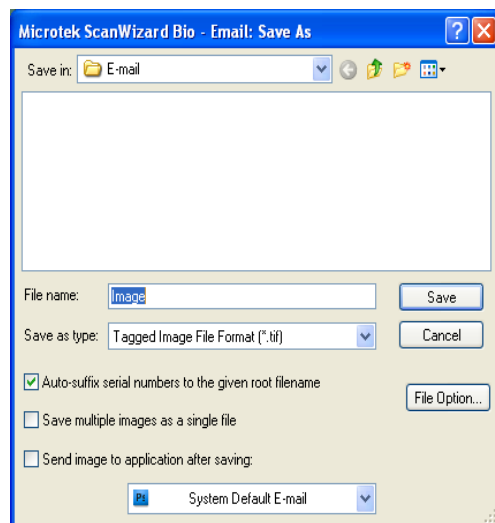 Microtek ScanWizard Bio - Email: Save As
Save in: E-mail
File name: Image Save
Save as type: Tagged Image File Format (*.tif) Cancel
Auto-suffix serial numbers to the given root filename
File Option...
Save multiple images as a single file
Send image to application after saving:
Ps System Default E-mail